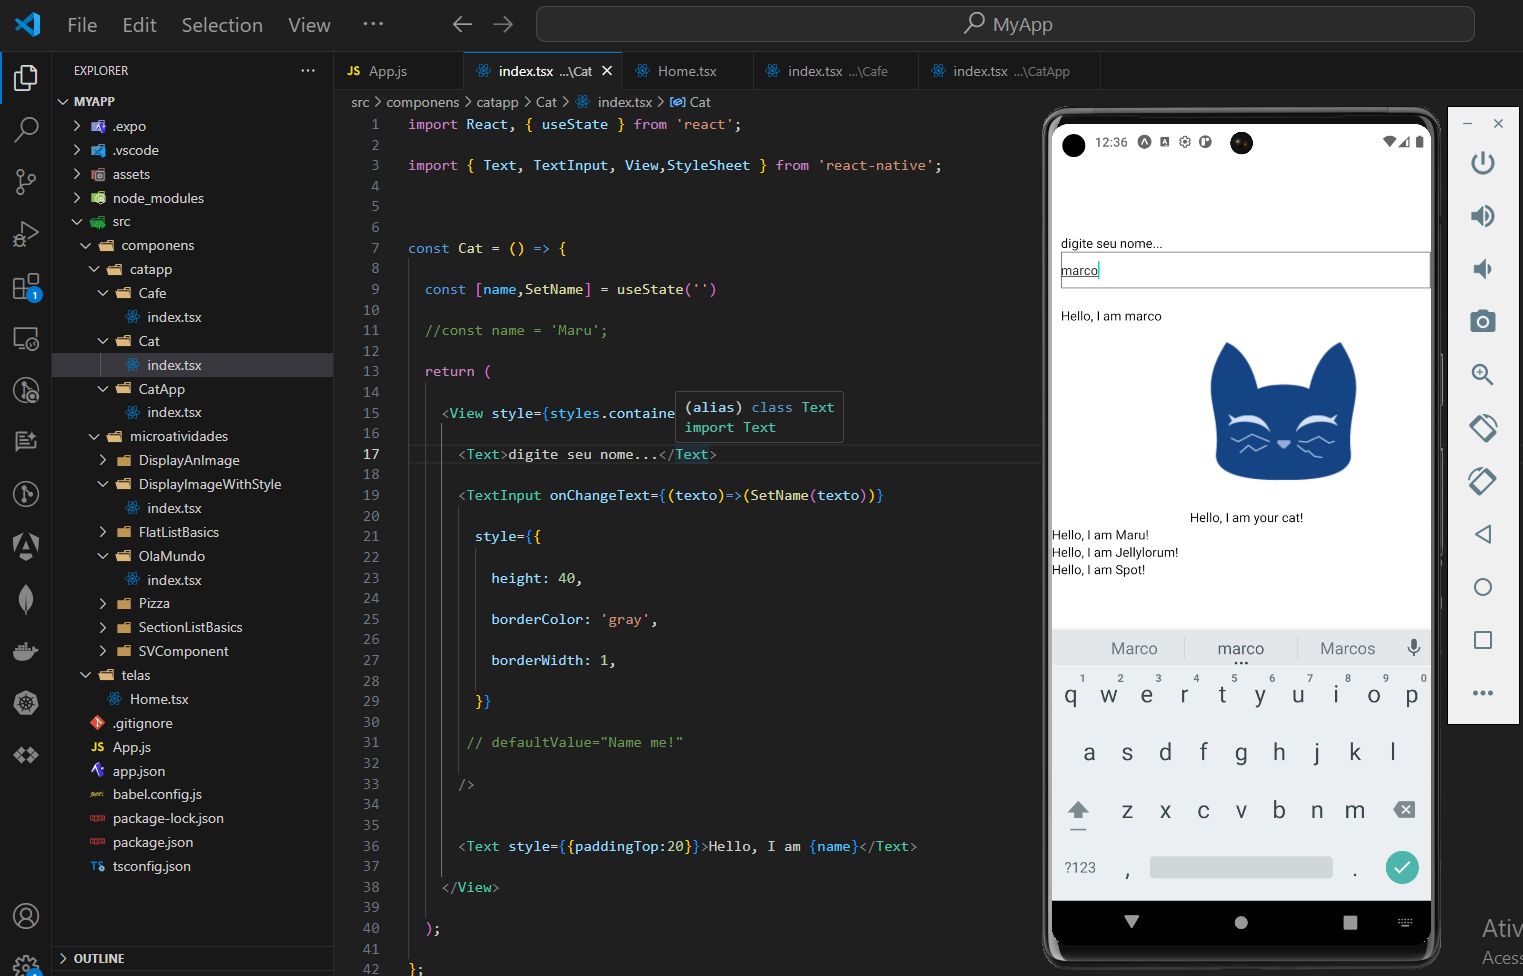 File Edit Selection View ··· MyApp
EXPLORER ···
MYAPP
.expo
.vscode
assets
node_modules
src
componens
catapp
Cafe
index.tsx
Cat
index.tsx
CatApp
index.tsx
microatividades
DisplayAnImage
DisplayImageWithStyle
index.tsx
FlatListBasics
OlaMundo
index.tsx
Pizza
SectionListBasics
SVComponent
telas
Home.tsx
.gitignore
JS App.js
app.json
babel.config.js
package-lock.json
package.json
TS tsconfig.json
OUTLINE
1
JS App.js
index.tsx ...\Cat
Home.tsx
index.tsx ...\Cafe
index.tsx ...\CatApp
src > componens > catapp > Cat > index.tsx > Cat
1 import React, { useState } from 'react';
2
3 import { Text, TextInput, View,StyleSheet } from 'react-native';
4
5
6
7 const Cat = () => {
8
9 const [name,SetName] = useState('')
10
11 //const name = 'Maru';
12
13 return (
14
15 <View style={styles.containe
16
17 <Text>digite seu nome...</Text>
18
19 <TextInput onChangeText={(texto)=>(SetName(texto))}
20
21 style={{
22
23 height: 40,
24
25 borderColor: 'gray',
26
27 borderWidth: 1,
28
29 }}
30
31 // defaultValue="Name me!"
32
33 />
34
35
36 <Text style={{paddingTop:20}}>Hello, I am {name}</Text>
37
38 </View>
39
40 );
41
42 };
(alias) class Text
import Text
12:36
digite seu nome...
marco
Hello, I am marco
Hello, I am your cat!
Hello, I am Maru!
Hello, I am Jellylorum!
Hello, I am Spot!
Marco marco Marcos
1 2 3 4 5 6 7 8 9 0
q w e r t y u i o p
a s d f g h j k l
z x c v b n m
?123 , .
Ativ
Acess